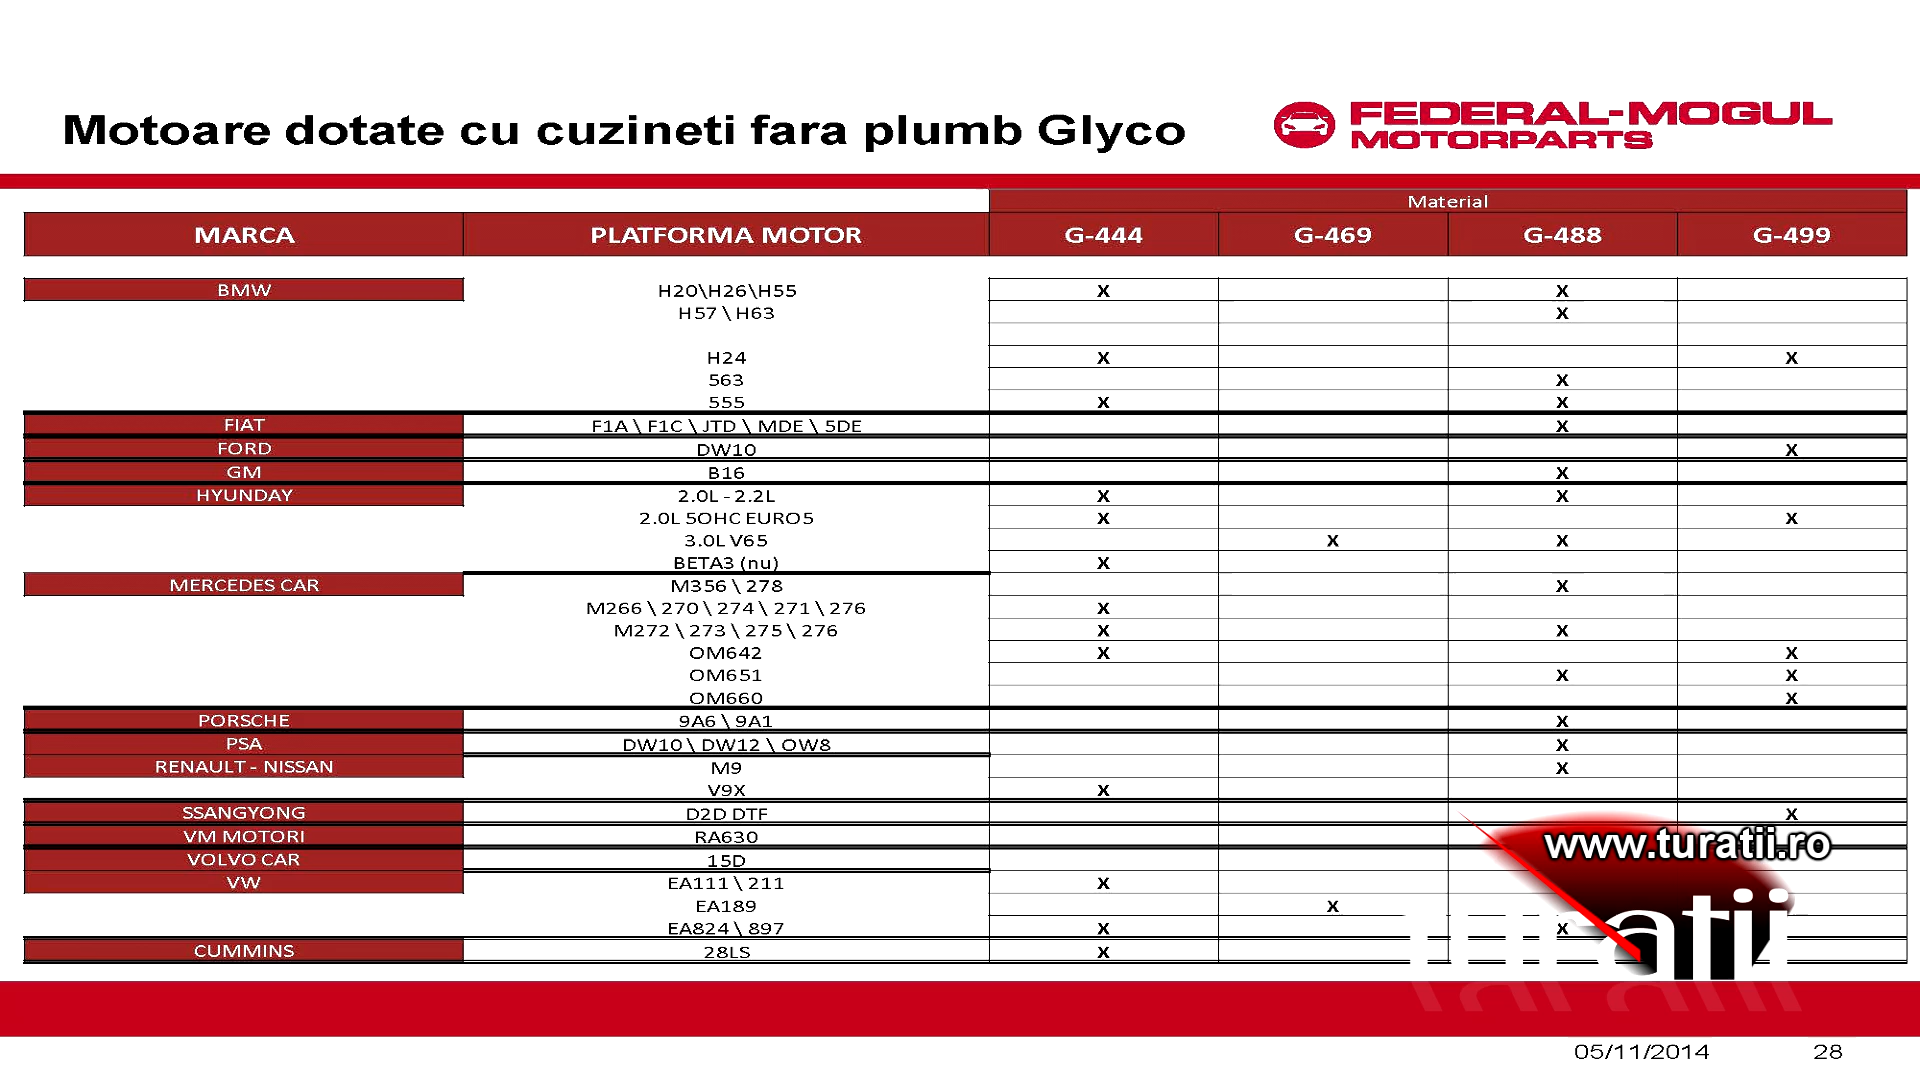 Motoare dotate cu cuzineti fara plumb Glyco
FEDERAL-MOGUL
MOTORPARTS
Material
MARCA PLATFORMA MOTOR G-444 G-469 G-488 G-499
BMW H20\H26\H55 X X
H57 \ H63 X
H24 X X
563 X
555 X X
FIAT F1A \ F1C \ JTD \ MDE \ 5DE X
FORD DW10 X
GM B16 X
HYUNDAY 2.0L - 2.2L X X
2.0L 5OHC EURO5 X X
3.0L V65 X X
BETA3 (nu) X
MERCEDES CAR M356 \ 278 X
M266 \ 270 \ 274 \ 271 \ 276 X
M272 \ 273 \ 275 \ 276 X X
OM642 X X
OM651 X X
OM660 X
PORSCHE 9A6 \ 9A1 X
PSA DW10 \ DW12 \ OW8 X
RENAULT - NISSAN M9 X
V9X X
SSANGYONG D2D DTF X
VM MOTORI RA630
www.turatii.ro
VOLVO CAR 15D
VW EA111 \ 211 X
EA189 X
EA824 \ 897 X X
turatii
CUMMINS 28LS X
05/11/2014 28